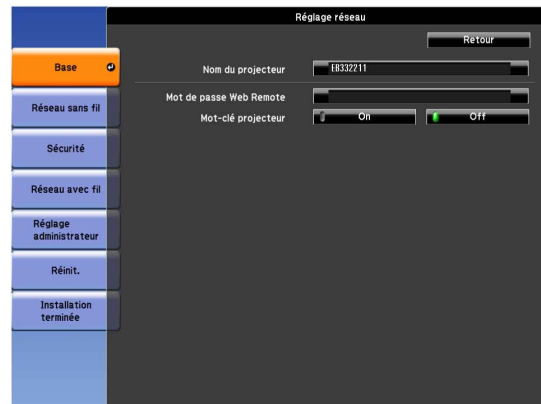 Réglage réseau
Retour
Base
Nom du projecteur
EB332211
Réseau sans fil
Mot de passe Web Remote
Mot-clé projecteur
On
Off
Sécurité
Réseau avec fil
Réglage
administrateur
Réinit.
Installation
terminée